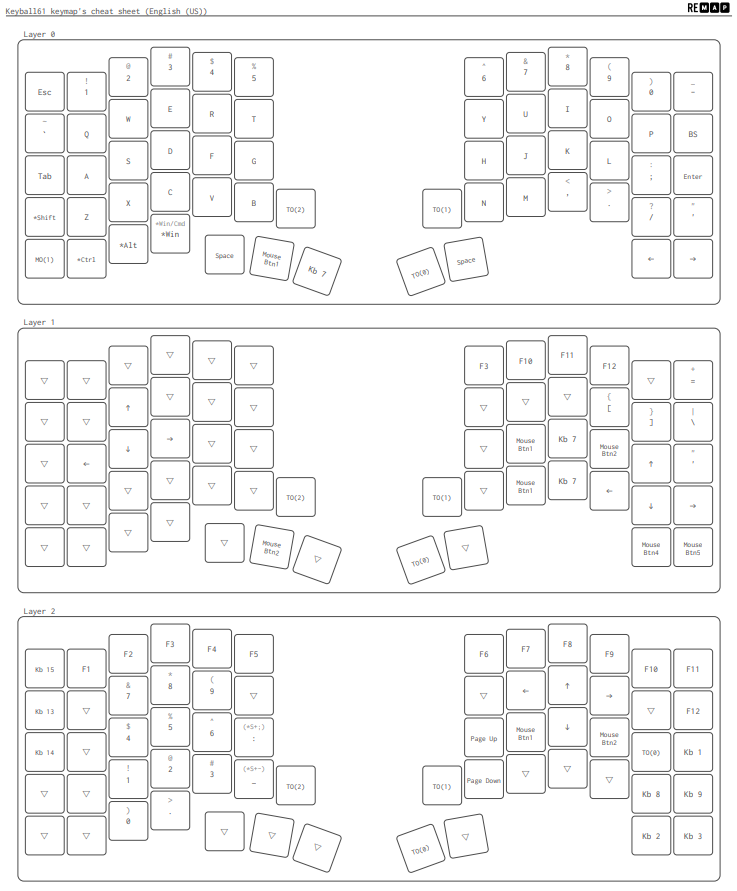 Keyball61 keymap's cheat sheet (English (US))
REMAP
Layer 0
# & *
@ $ % ^ (
3 7 8
2 4 5 6 9
! ) _
Esc 1 0 -
E R U I
W T Y O
~
` Q P BS
D F J K
S G H L
:
Tab A ; Enter
C V M <
,
X B N >
.
TO(2) TO(1)
*Shift Z ?
/ "
'
*Win/Cmd
*Win
*Alt
Space Mouse
Btn1 Kb 7 TO(0) Space
MO(1) *Ctrl ← →
Layer 1
▽ ▽ F10 F11
▽ ▽ F3 F12
▽ ▽ ▽ +
=
▽ ▽ ▽ ▽
↑ ▽ ▽ {
[
▽ ▽ }
] |
\
→ ▽ Mouse
Btn1 Kb 7
↓ ▽ ▽ Mouse
Btn2
▽ ← ↑ "
'
▽ ▽ Mouse
Btn1 Kb 7
▽ ▽ ▽ ←
TO(2) TO(1)
▽ ▽ ↓ →
▽ ▽
▽ Mouse
Btn2 ▽ TO(0) ▽
▽ ▽ Mouse
Btn4 Mouse
Btn5
Layer 2
F3 F4 F7 F8
F2 F5 F6 F9
Kb 15 F1 F10 F11
*
8 (
9 ← ↑
&
7 ▽ ▽ →
Kb 13 ▽ ▽ F12
%
5 ^
6 Mouse
Btn1 ↓
$
4 (*S+;)
: Page Up Mouse
Btn2
Kb 14 ▽ TO(0) Kb 1
@
2 #
3 ▽ ▽
!
1 (*S+-)
_ Page Down ▽
TO(2) TO(1)
▽ ▽ Kb 8 Kb 9
)
0 >
.
▽ ▽ ▽ TO(0) ▽
▽ ▽ Kb 2 Kb 3